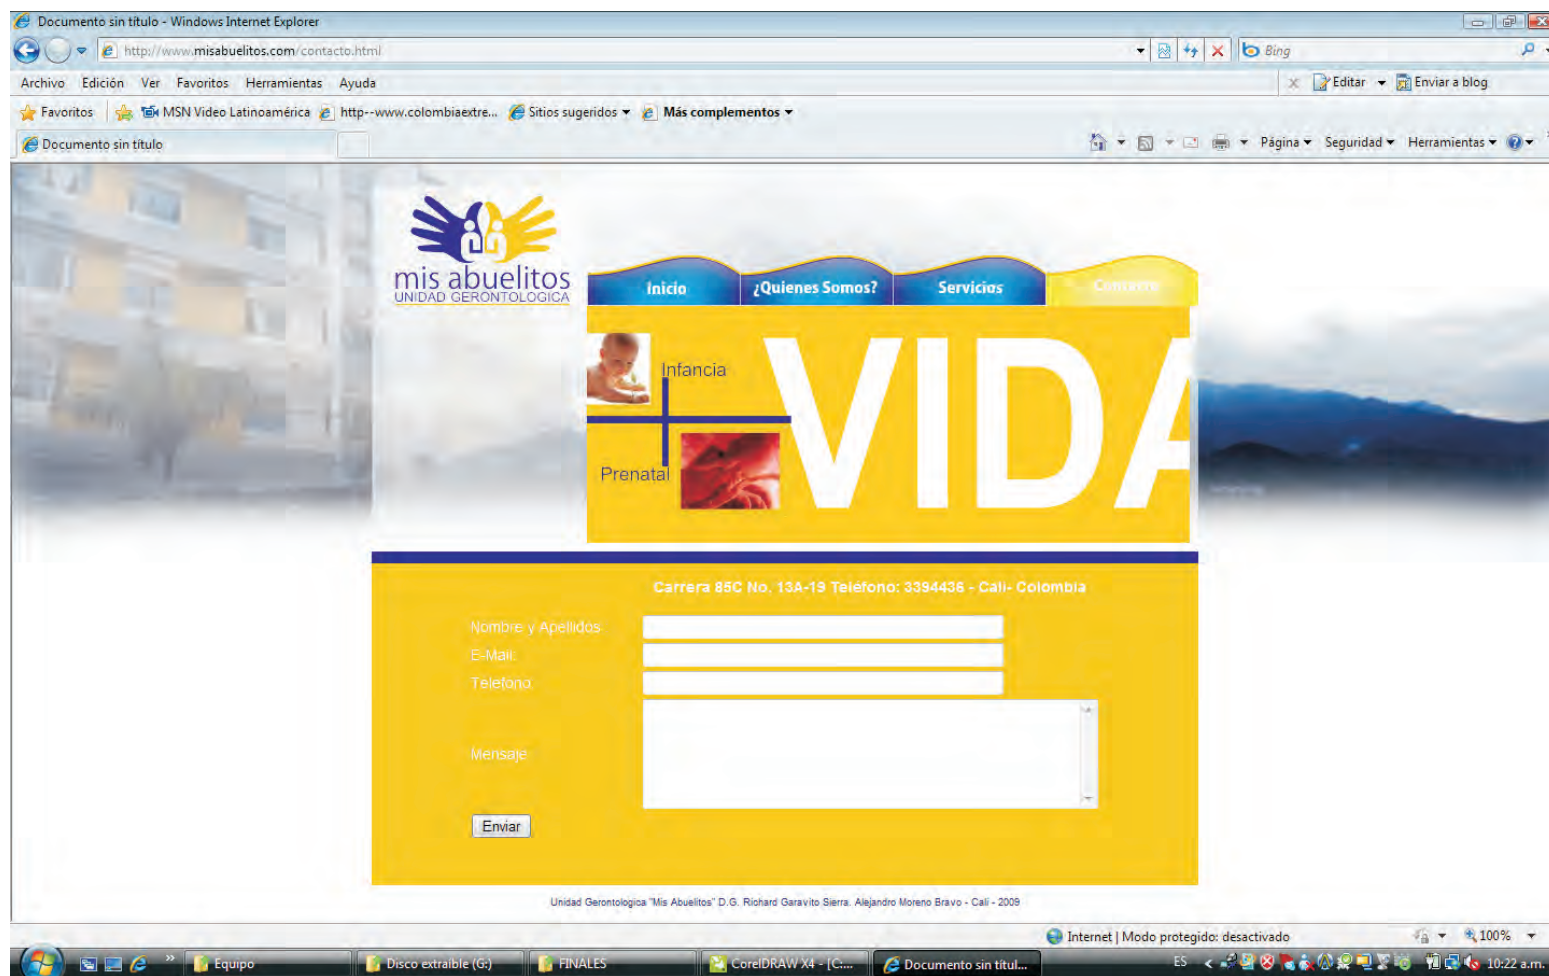 Documento sin título - Windows Internet Explorer
http://www.misabuelitos.com/contacto.html
Bing
Archivo Edición Ver Favoritos Herramientas Ayuda
Editar Enviar a blog
Favoritos MSN Video Latinoamérica http--www.colombiaextre... Sitios sugeridos Más complementos
Documento sin título
Página Seguridad Herramientas
mis abuelitos
UNIDAD GERONTOLOGICA
Inicio ¿Quienes Somos? Servicios Contacto
Infancia
VIDA
Prenatal
Carrera 85C No. 13A-19 Teléfono: 3394436 - Cali- Colombia
Nombre y Apellidos
E-Mail:
Telefono
Mensaje
Enviar
Unidad Gerontologica "Mis Abuelitos" D.G. Richard Garavito Sierra. Alejandro Moreno Bravo - Cali - 2009
Internet | Modo protegido: desactivado
100%
Equipo Disco extraíble (G:) FINALES CorelDRAW X4 - [C:... Documento sin títul... ES 10:22 a.m.